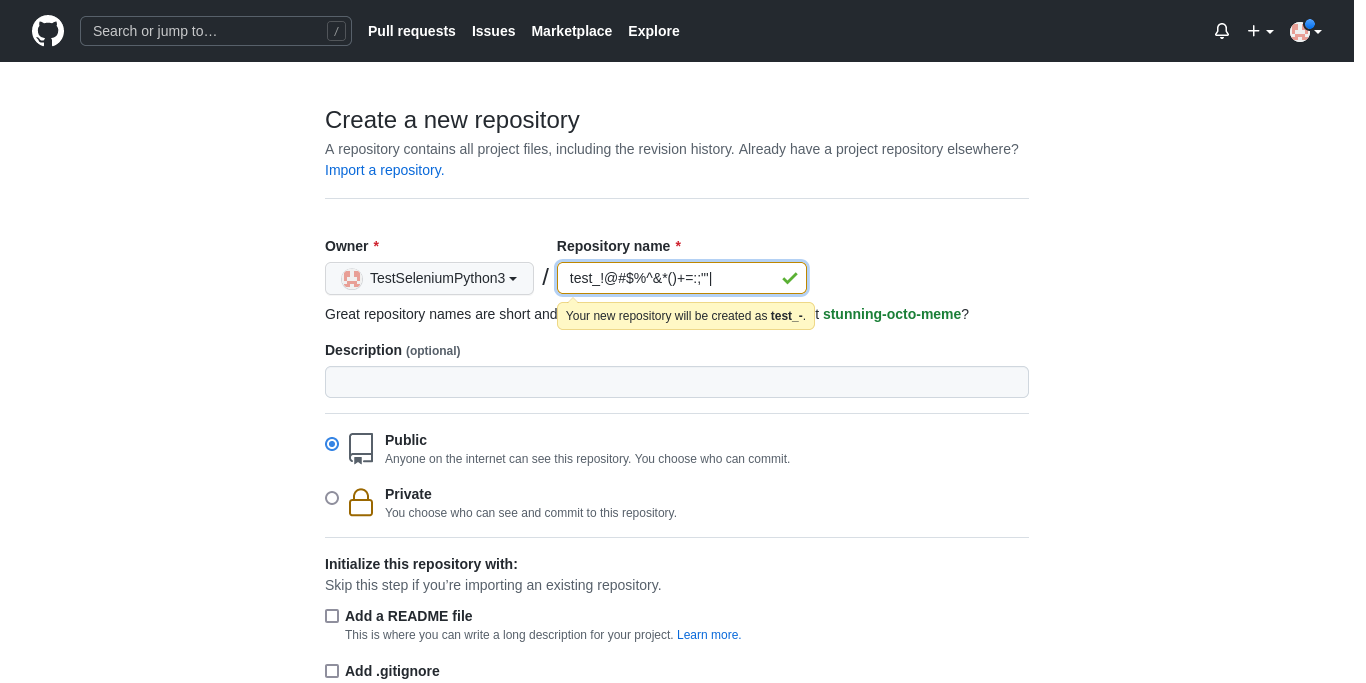 Search or jump to… /
Pull requests Issues Marketplace Explore
Create a new repository
A repository contains all project files, including the revision history. Already have a project repository elsewhere?
Import a repository.
Owner * Repository name *
TestSeleniumPython3 / test_!@#$%^&*()+=:;"'|
Great repository names are short and t stunning-octo-meme?
Your new repository will be created as test_-.
Description (optional)
Public
Anyone on the internet can see this repository. You choose who can commit.
Private
You choose who can see and commit to this repository.
Initialize this repository with:
Skip this step if you’re importing an existing repository.
Add a README file
This is where you can write a long description for your project. Learn more.
Add .gitignore